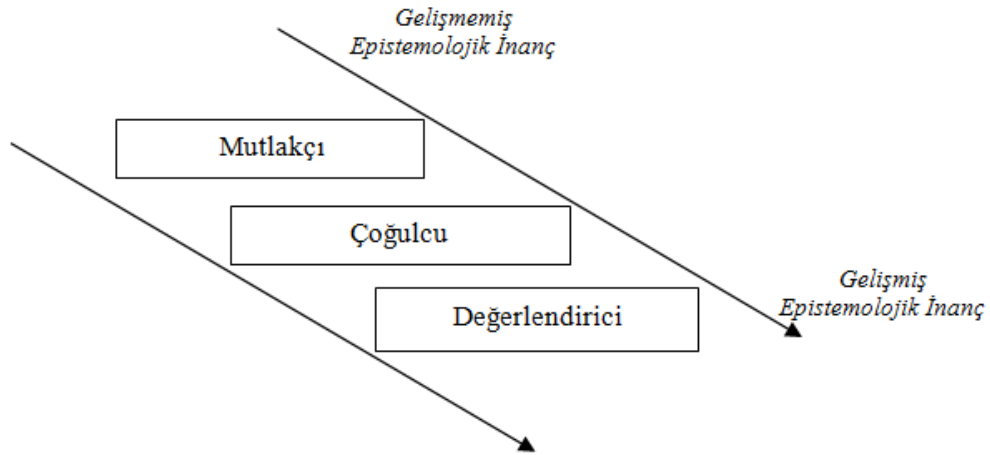 Gelişmemiş
Epistemolojik İnanç
Mutlakçı
Çoğulcu
Gelişmiş
Epistemolojik İnanç
Değerlendirici